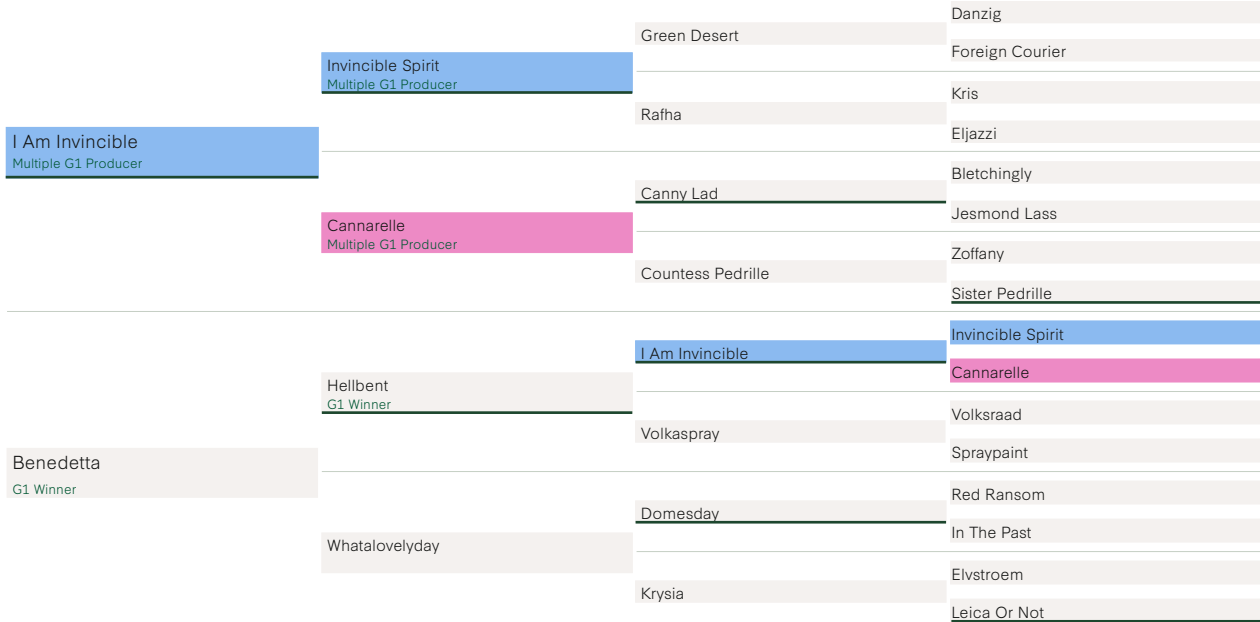 I Am Invincible
Multiple G1 Producer
Benedetta
G1 Winner
Invincible Spirit
Multiple G1 Producer
Cannarelle
Multiple G1 Producer
Hellbent
G1 Winner
Whatalovelyday
Green Desert
Rafha
Canny Lad
Countess Pedrille
I Am Invincible
Volkaspray
Domesday
Krysia
Danzig
Foreign Courier
Kris
Eljazzi
Bletchingly
Jesmond Lass
Zoffany
Sister Pedrille
Invincible Spirit
Cannarelle
Volksraad
Spraypaint
Red Ransom
In The Past
Elvstroem
Leica Or Not